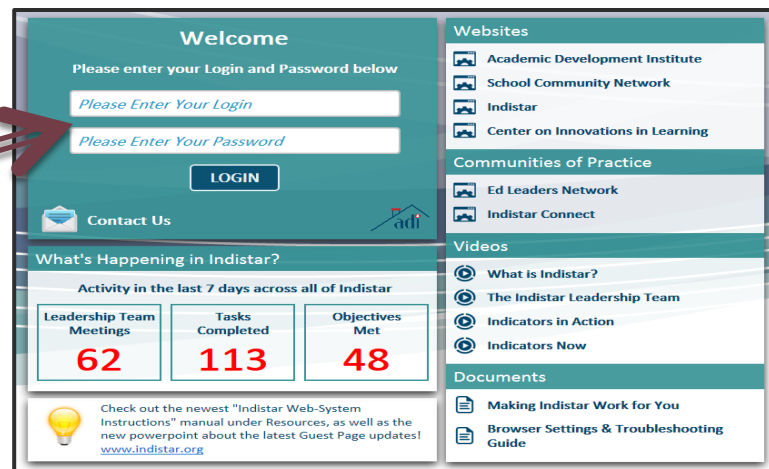 Welcome
Please enter your Login and Password below
Please Enter Your Login
Please Enter Your Password
LOGIN
Contact Us
adi
What's Happening in Indistar?
Activity in the last 7 days across all of Indistar
Leadership Team
Meetings
62
Tasks
Completed
113
Objectives
Met
48
Check out the newest "Indistar Web-System
Instructions" manual under Resources, as well as the
new powerpoint about the latest Guest Page updates!
www.indistar.org
Websites
Academic Development Institute
School Community Network
Indistar
Center on Innovations in Learning
Communities of Practice
Ed Leaders Network
Indistar Connect
Videos
What is Indistar?
The Indistar Leadership Team
Indicators in Action
Indicators Now
Documents
Making Indistar Work for You
Browser Settings & Troubleshooting
Guide